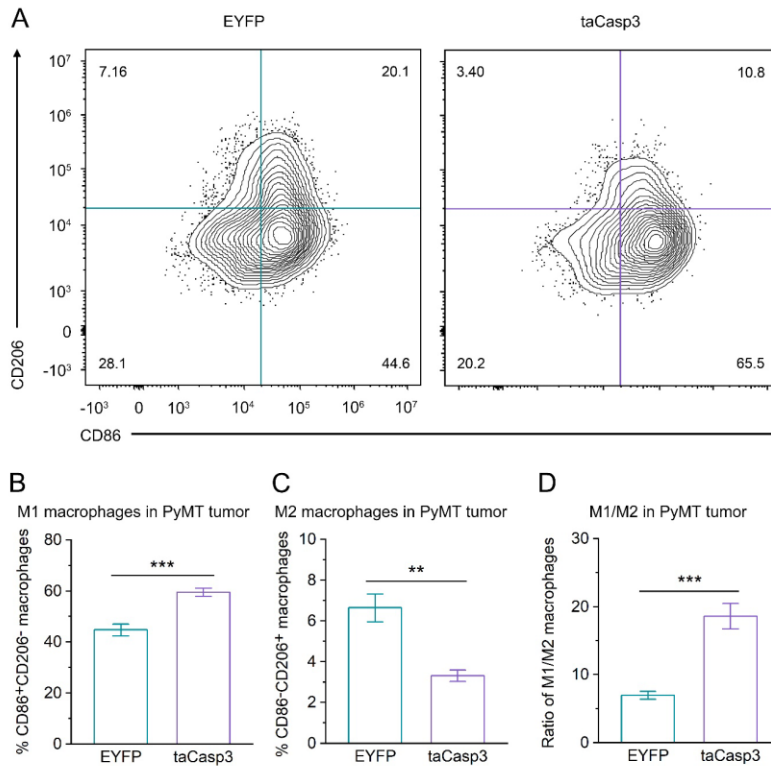 A
EYFP
taCasp3
7.16 20.1
3.40 10.8
10⁷
10⁶
10⁵
10⁴
10³
0
-10³
28.1 44.6
20.2 65.5
CD206
-10³ 0 10³ 10⁴ 10⁵ 10⁶ 10⁷
CD86
B
M1 macrophages in PyMT tumor
% CD86⁺CD206- macrophages
80
60
40
20
0
***
EYFP taCasp3
C
M2 macrophages in PyMT tumor
% CD86-CD206⁺ macrophages
10
8
6
4
2
0
**
EYFP taCasp3
D
M1/M2 in PyMT tumor
Ratio of M1/M2 macrophages
30
20
10
0
***
EYFP taCasp3